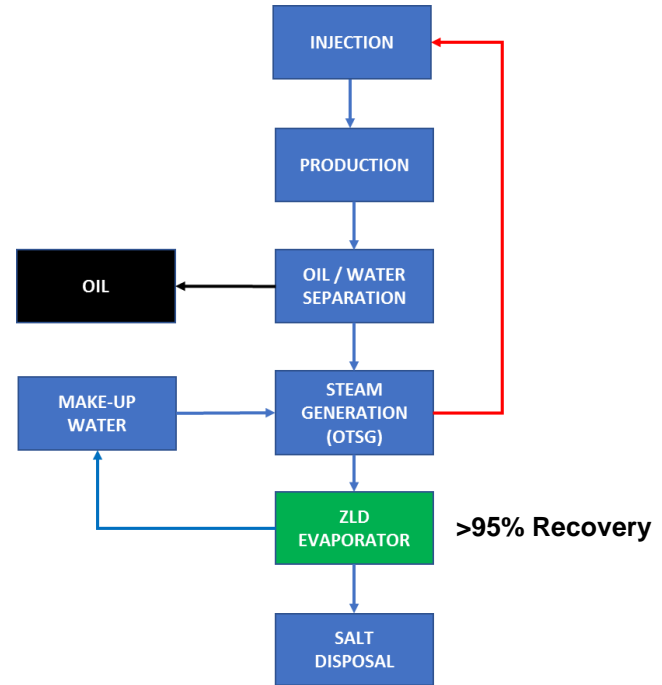 INJECTION
PRODUCTION
OIL
OIL / WATER
SEPARATION
MAKE-UP
WATER
STEAM
GENERATION
(OTSG)
ZLD
EVAPORATOR
>95% Recovery
SALT
DISPOSAL